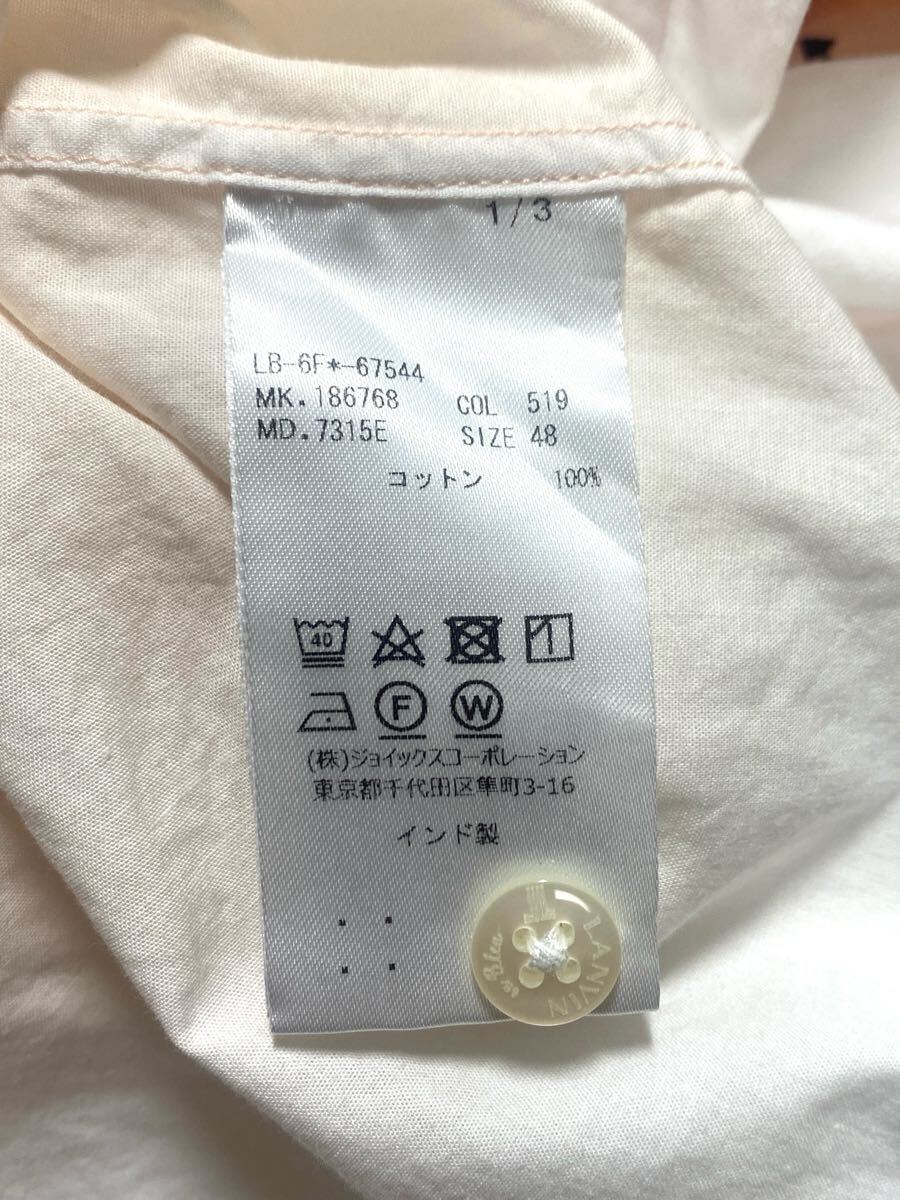 1/3
LB-6F*-67544
MK.186768 COL 519
MD.7315E SIZE 48
コットン 100%
40
F W
(株)ジョイックスコーポレーション
東京都千代田区隼町3-16
インド製
LANVIN
en Bleu